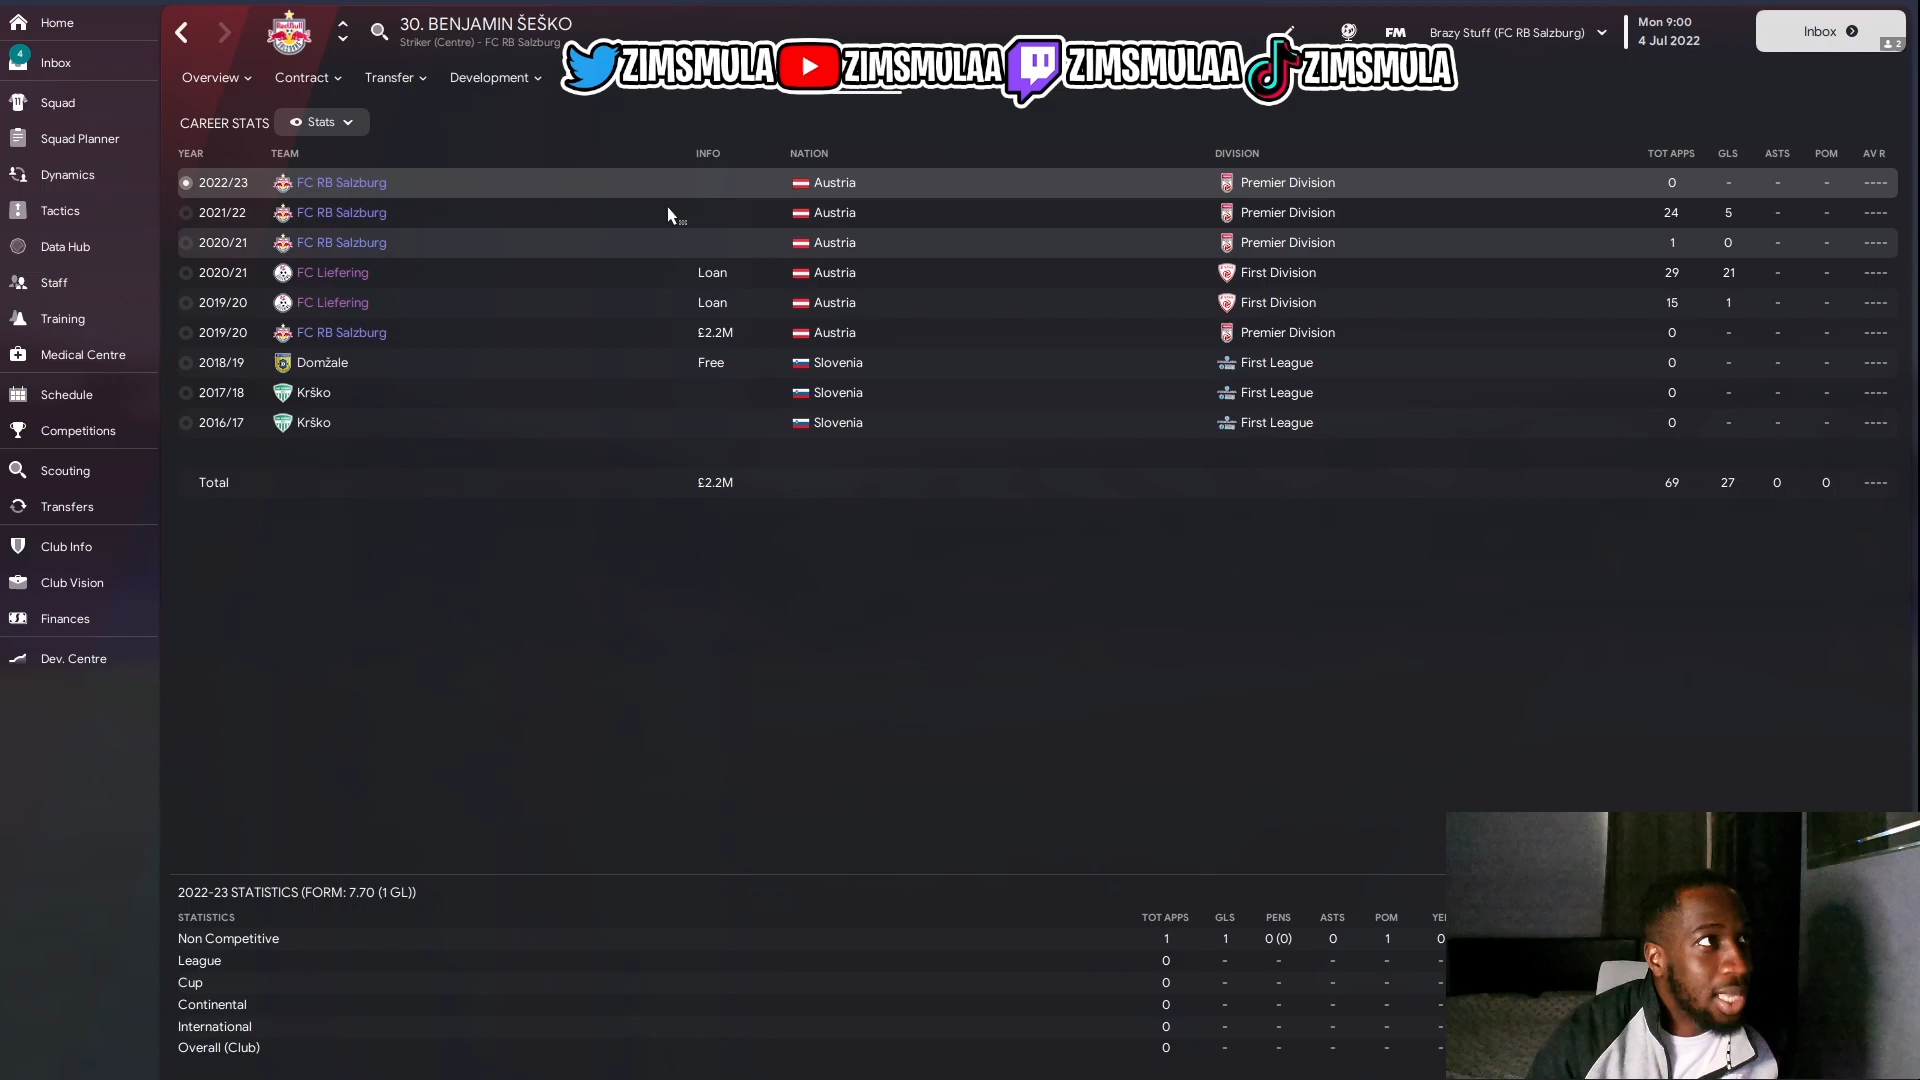 Home
Inbox
4
Squad
Squad Planner
Dynamics
Tactics
Data Hub
Staff
Training
Medical Centre
Schedule
Competitions
Scouting
Transfers
Club Info
Club Vision
Finances
Dev. Centre
30. BENJAMIN ŠEŠKO
Striker (Centre) - FC RB Salzburg
FM
Brazy Stuff (FC RB Salzburg)
Mon 9:00
4 Jul 2022
Inbox
2
Overview Contract Transfer Development
ZIMSMULA ZIMSMULAA ZIMSMULAA ZIMSMULA
CAREER STATS Stats
YEAR TEAM INFO NATION DIVISION TOT APPS GLS ASTS POM AV R
2022/23 FC RB Salzburg Austria Premier Division 0 - - - ----
2021/22 FC RB Salzburg Austria Premier Division 24 5 - - ----
2020/21 FC RB Salzburg Austria Premier Division 1 0 - - ----
2020/21 FC Liefering Loan Austria First Division 29 21 - - ----
2019/20 FC Liefering Loan Austria First Division 15 1 - - ----
2019/20 FC RB Salzburg £2.2M Austria Premier Division 0 - - - ----
2018/19 Domžale Free Slovenia First League 0 - - - ----
2017/18 Krško Slovenia First League 0 - - - ----
2016/17 Krško Slovenia First League 0 - - - ----
Total £2.2M 69 27 0 0 ----
2022-23 STATISTICS (FORM: 7.70 (1 GL))
STATISTICS TOT APPS GLS PENS ASTS POM
Non Competitive 1 1 0 (0) 0 1 0
League 0 - - - - -
Cup 0 - - - - -
Continental 0 - - - - -
International 0 - - - - -
Overall (Club) 0 - - - - -